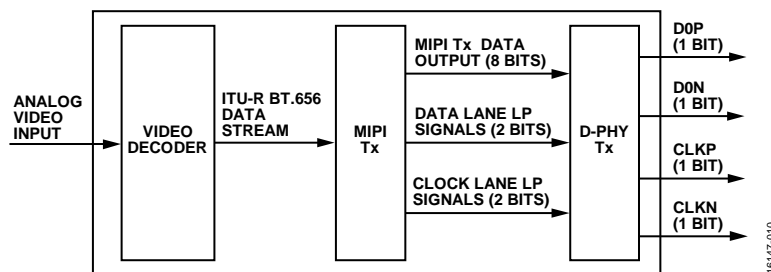 ANALOG
VIDEO
INPUT
VIDEO
DECODER
ITU-R BT.656
DATA
STREAM
MIPI
Tx
MIPI Tx DATA
OUTPUT (8 BITS)
DATA LANE LP
SIGNALS (2 BITS)
CLOCK LANE LP
SIGNALS (2 BITS)
D-PHY
Tx
D0P
(1 BIT)
D0N
(1 BIT)
CLKP
(1 BIT)
CLKN
(1 BIT)
16147-010